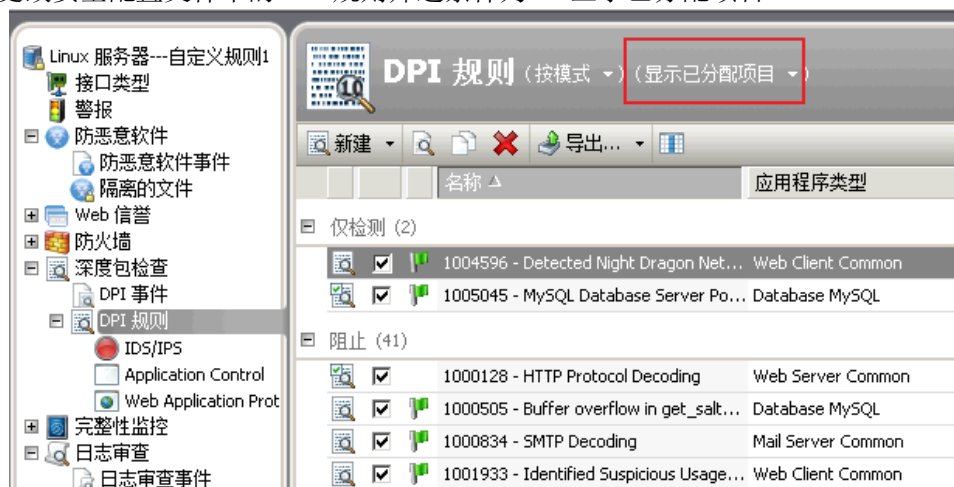 Linux 服务器---自定义规则1
接口类型
警报
防恶意软件
防恶意软件事件
隔离的文件
Web 信誉
防火墙
深度包检查
DPI 事件
DPI 规则
IDS/IPS
Application Control
Web Application Prot
完整性监控
日志审查
日志审查事件
DPI 规则 (按模式 ) (显示已分配项目 )
新建 导出...
名称 应用程序类型
仅检测 (2)
1004596 - Detected Night Dragon Net... Web Client Common
1005045 - MySQL Database Server Po... Database MySQL
阻止 (41)
1000128 - HTTP Protocol Decoding Web Server Common
1000505 - Buffer overflow in get_salt... Database MySQL
1000834 - SMTP Decoding Mail Server Common
1001933 - Identified Suspicious Usage... Web Client Common